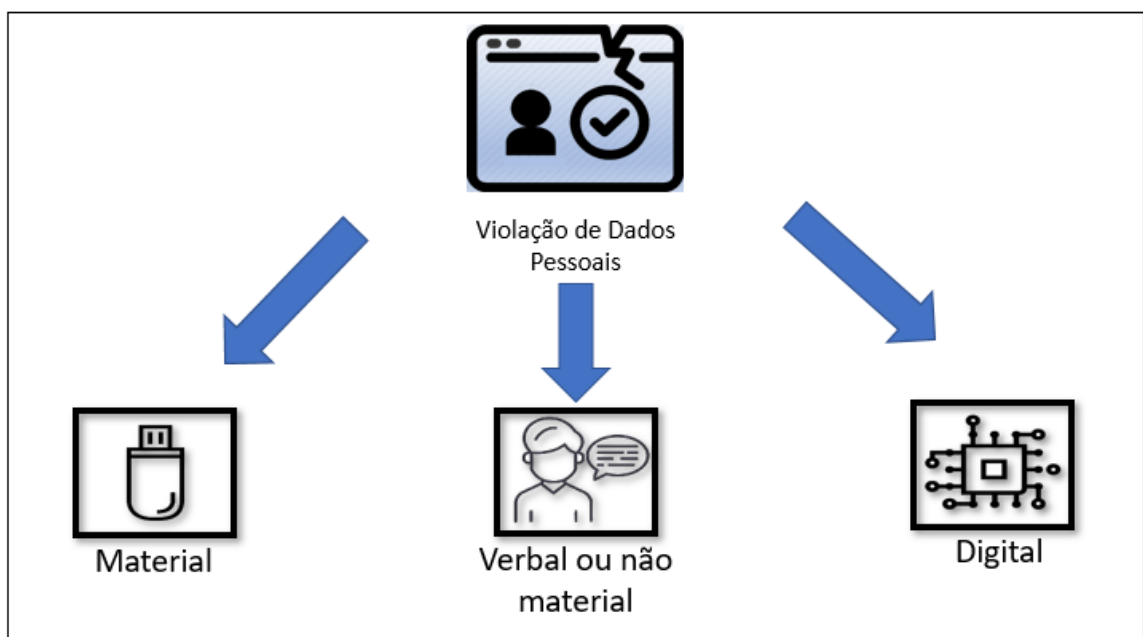 Violação de Dados
Pessoais
Material
Verbal ou não
material
Digital